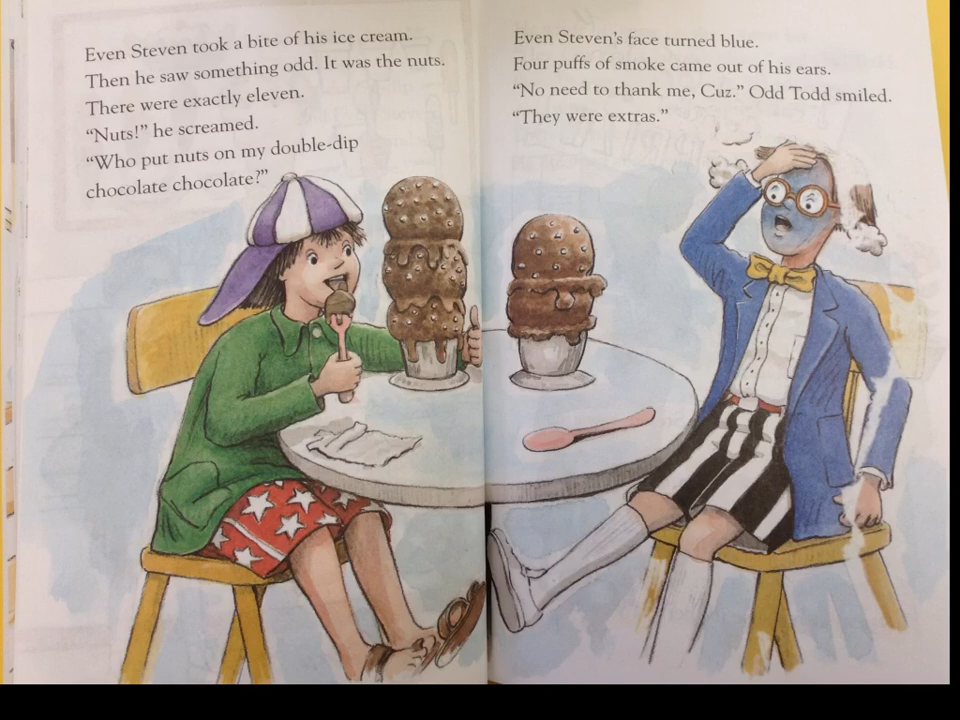 Even Steven took a bite of his ice cream.
Then he saw something odd. It was the nuts.
There were exactly eleven.
“Nuts!” he screamed.
“Who put nuts on my double-dip
chocolate chocolate?”
Even Steven’s face turned blue.
Four puffs of smoke came out of his ears.
“No need to thank me, Cuz.” Odd Todd smiled.
“They were extras.”